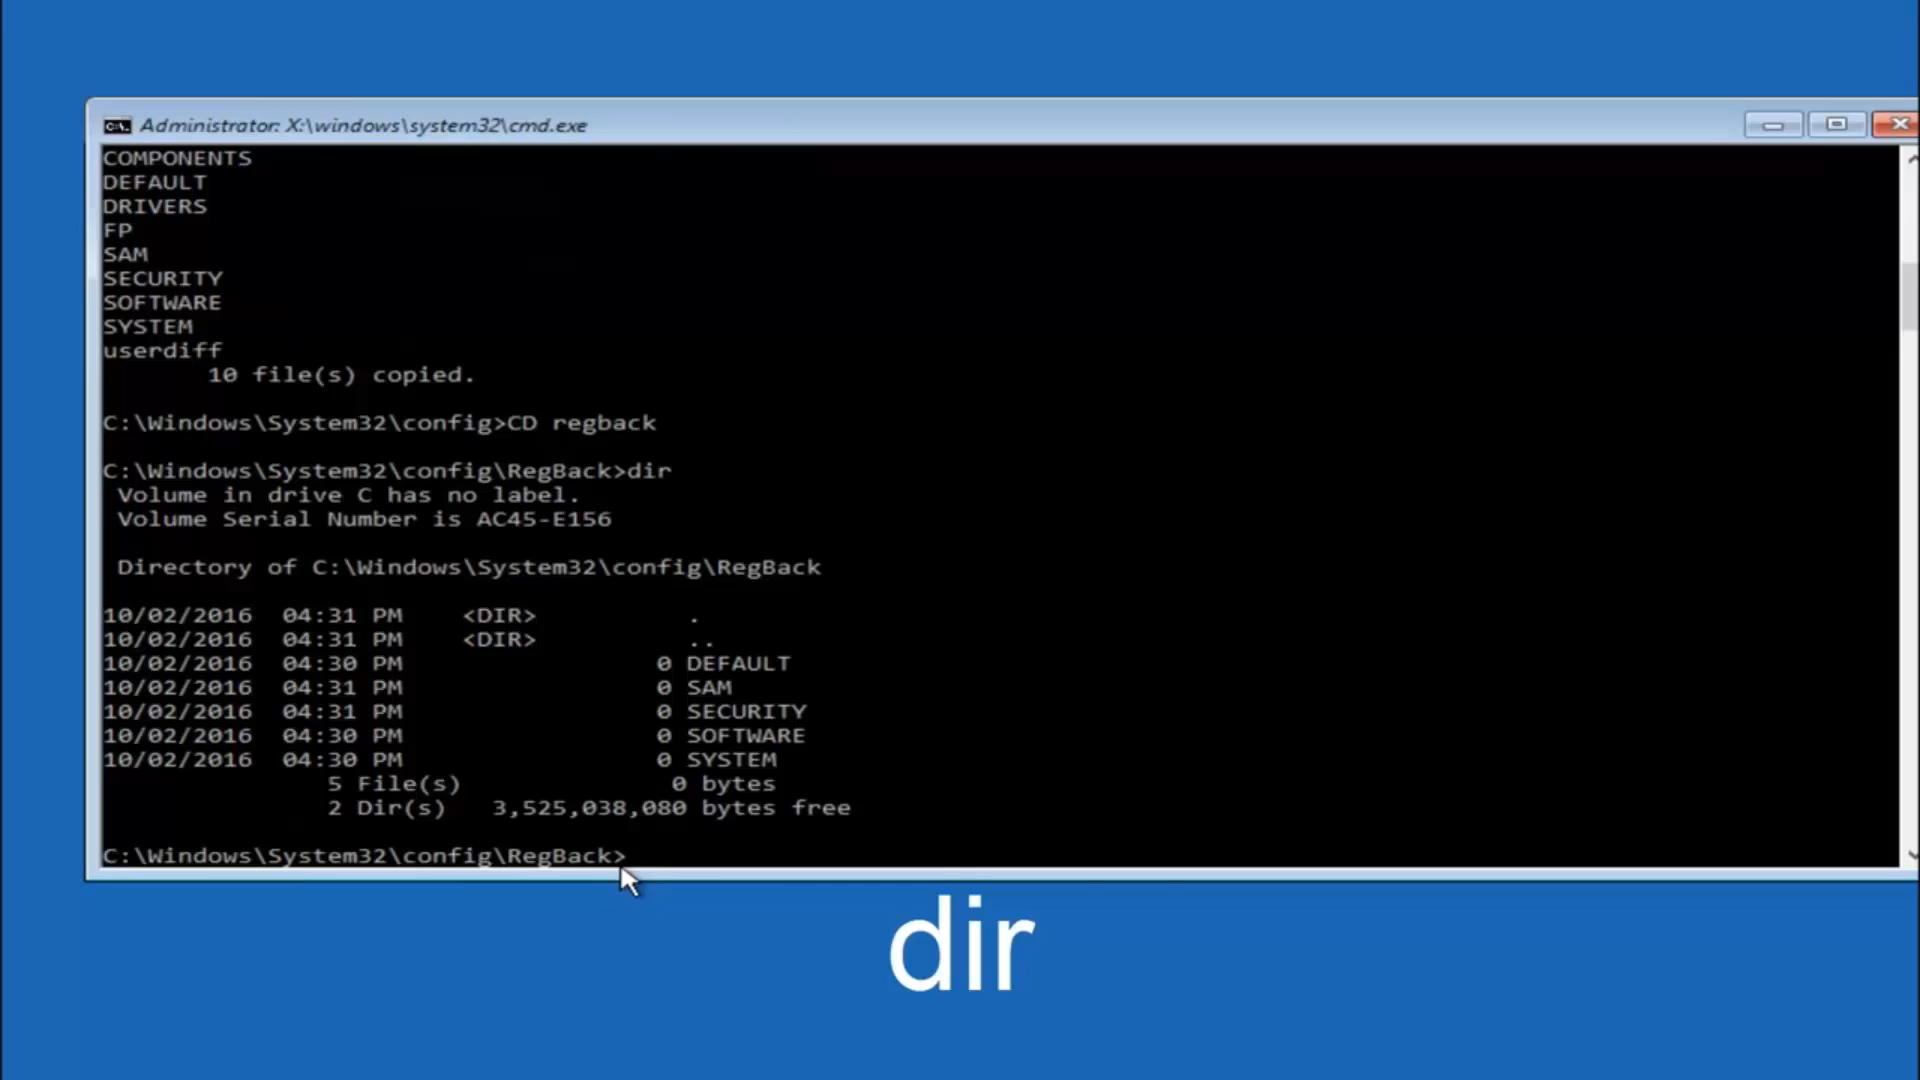 Administrator: X:\windows\system32\cmd.exe
COMPONENTS
DEFAULT
DRIVERS
FP
SAM
SECURITY
SOFTWARE
SYSTEM
userdiff
10 file(s) copied.
C:\Windows\System32\config>CD regback
C:\Windows\System32\config\RegBack>dir
Volume in drive C has no label.
Volume Serial Number is AC45-E156
Directory of C:\Windows\System32\config\RegBack
10/02/2016 04:31 PM <DIR> .
10/02/2016 04:31 PM <DIR> ..
10/02/2016 04:30 PM 0 DEFAULT
10/02/2016 04:31 PM 0 SAM
10/02/2016 04:31 PM 0 SECURITY
10/02/2016 04:30 PM 0 SOFTWARE
10/02/2016 04:30 PM 0 SYSTEM
5 File(s) 0 bytes
2 Dir(s) 3,525,038,080 bytes free
C:\Windows\System32\config\RegBack>
dir